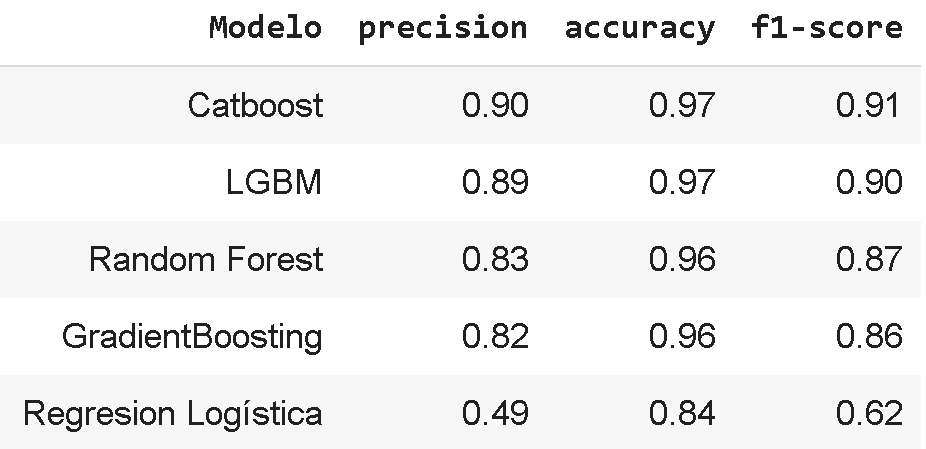 Modelo precision accuracy f1-score
Catboost 0.90 0.97 0.91
LGBM 0.89 0.97 0.90
Random Forest 0.83 0.96 0.87
GradientBoosting 0.82 0.96 0.86
Regresion Logística 0.49 0.84 0.62